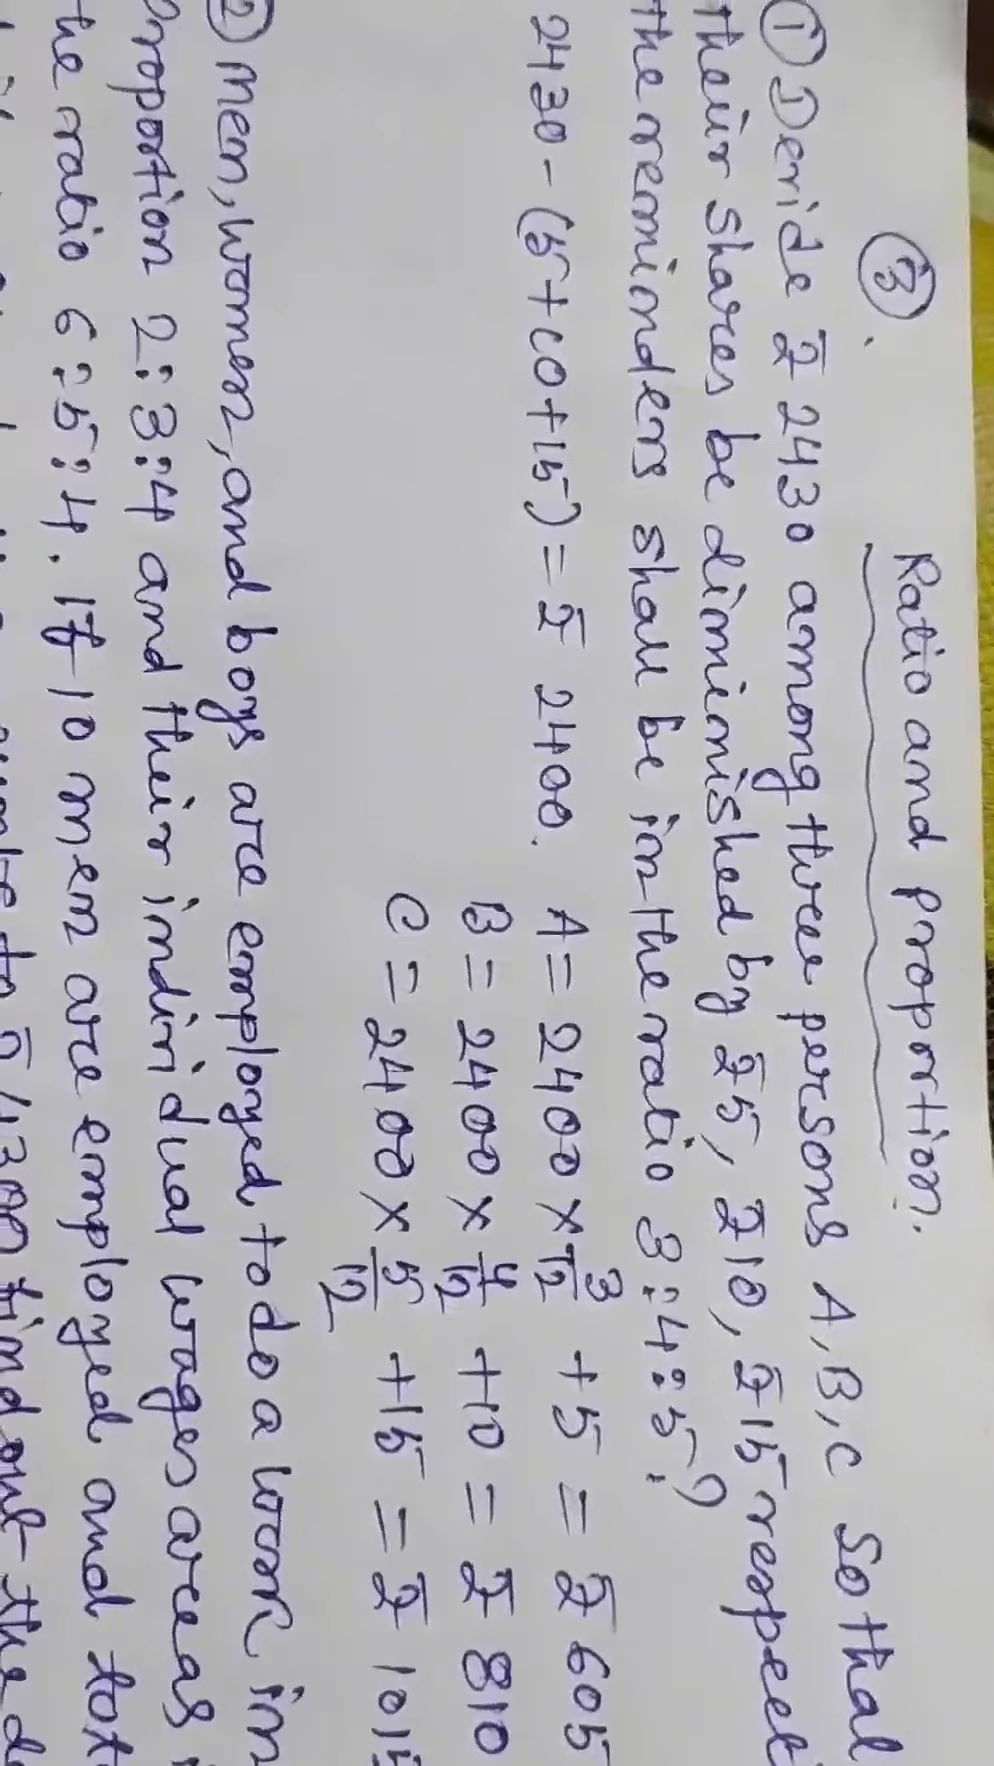 ③.
Ratio and proportion.
① Devide ₹ 2430 among three persons A, B, C so that
their shares be diminished by ₹5, ₹10, ₹15 respect
the reminders shall be in the ratio 3:4:5?
2430 - (5+10+15) = ₹ 2400. A = 2400 × 3/12 + 5 = ₹ 605
B = 2400 × 4/12 + 10 = ₹ 810
C = 2400 × 5/12 + 15 = ₹ 1015
② Men, women, and boys are employed to do a work in
Proportion 2:3:4 and their individual wages are as
the ratio 6:5:4. If 10 men are employed and tot
find out the d